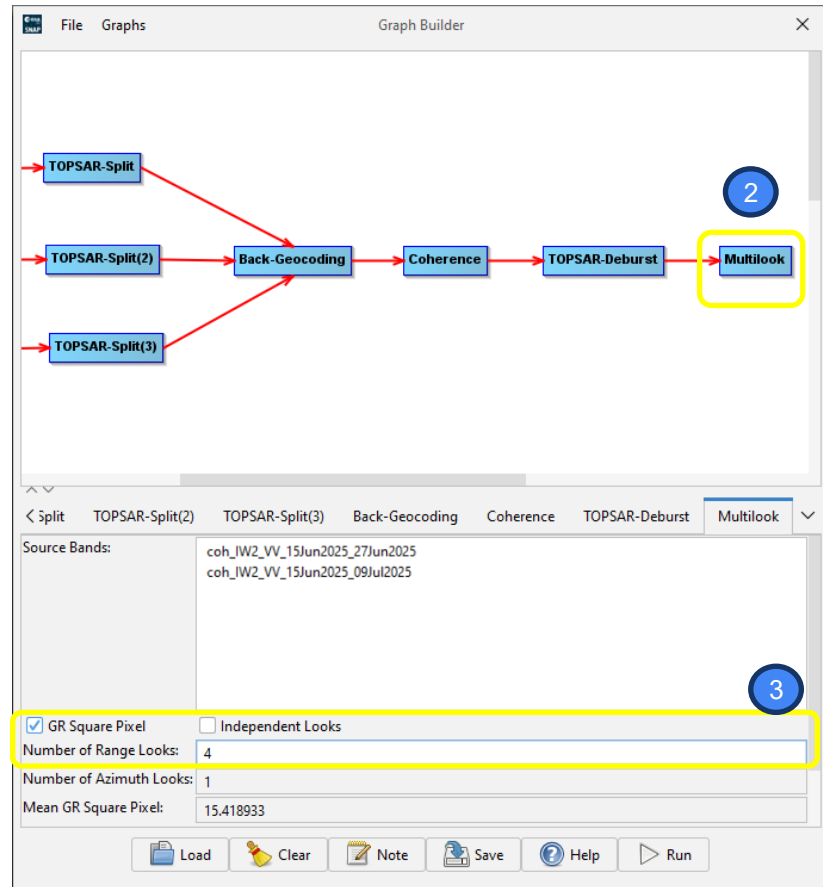 esa
SNAP
File Graphs Graph Builder
TOPSAR-Split
2
TOPSAR-Split(2) Back-Geocoding Coherence TOPSAR-Deburst Multilook
TOPSAR-Split(3)
Split TOPSAR-Split(2) TOPSAR-Split(3) Back-Geocoding Coherence TOPSAR-Deburst Multilook
Source Bands: coh_IW2_VV_15Jun2025_27Jun2025
coh_IW2_VV_15Jun2025_09Jul2025
3
GR Square Pixel Independent Looks
Number of Range Looks: 4
Number of Azimuth Looks: 1
Mean GR Square Pixel: 15.418933
Load Clear Note Save Help Run